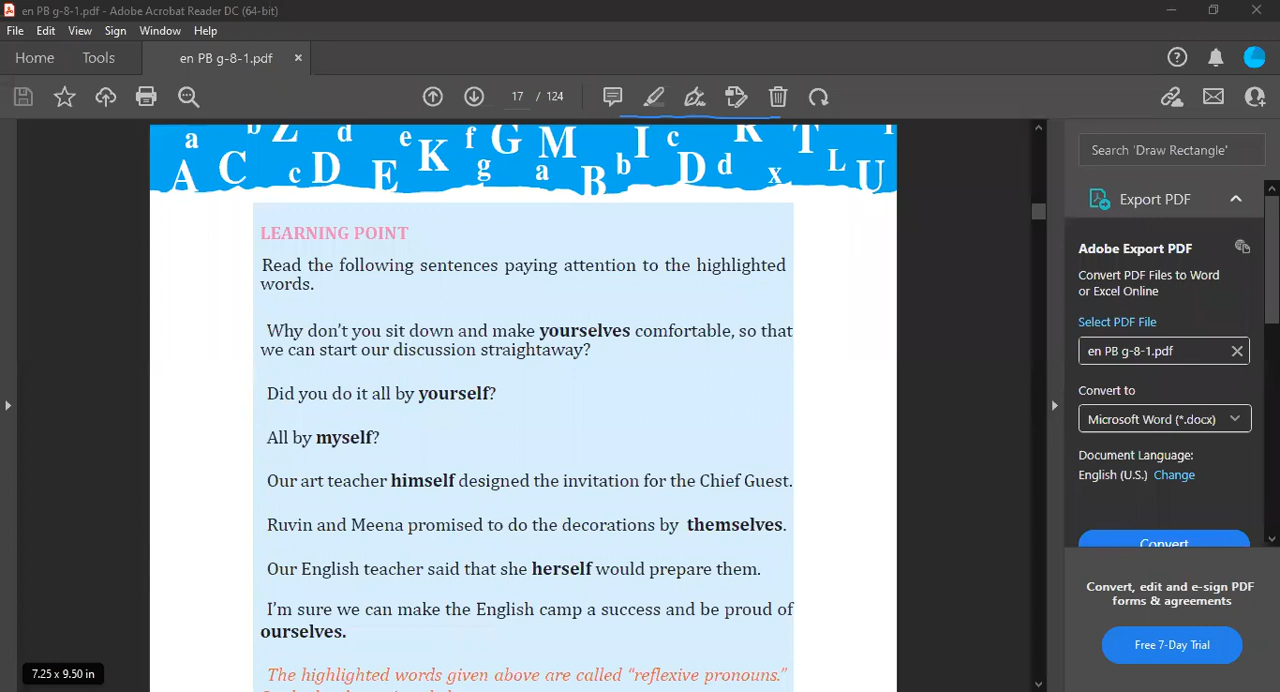 en PB g-8-1.pdf - Adobe Acrobat Reader DC (64-bit)
File Edit View Sign Window Help
Home Tools en PB g-8-1.pdf ×
17 / 124
a b Z d e K f G M I c R T
A C c D E g a B b D d x L U
LEARNING POINT
Read the following sentences paying attention to the highlighted
words.
Why don't you sit down and make yourselves comfortable, so that
we can start our discussion straightaway?
Did you do it all by yourself?
All by myself?
Our art teacher himself designed the invitation for the Chief Guest.
Ruvin and Meena promised to do the decorations by themselves.
Our English teacher said that she herself would prepare them.
I'm sure we can make the English camp a success and be proud of
ourselves.
The highlighted words given above are called “reflexive pronouns.”
7.25 x 9.50 in
Search 'Draw Rectangle'
Export PDF
Adobe Export PDF
Convert PDF Files to Word
or Excel Online
Select PDF File
en PB g-8-1.pdf
Convert to
Microsoft Word (*.docx)
Document Language:
English (U.S.) Change
Convert
Convert, edit and e-sign PDF
forms & agreements
Free 7-Day Trial